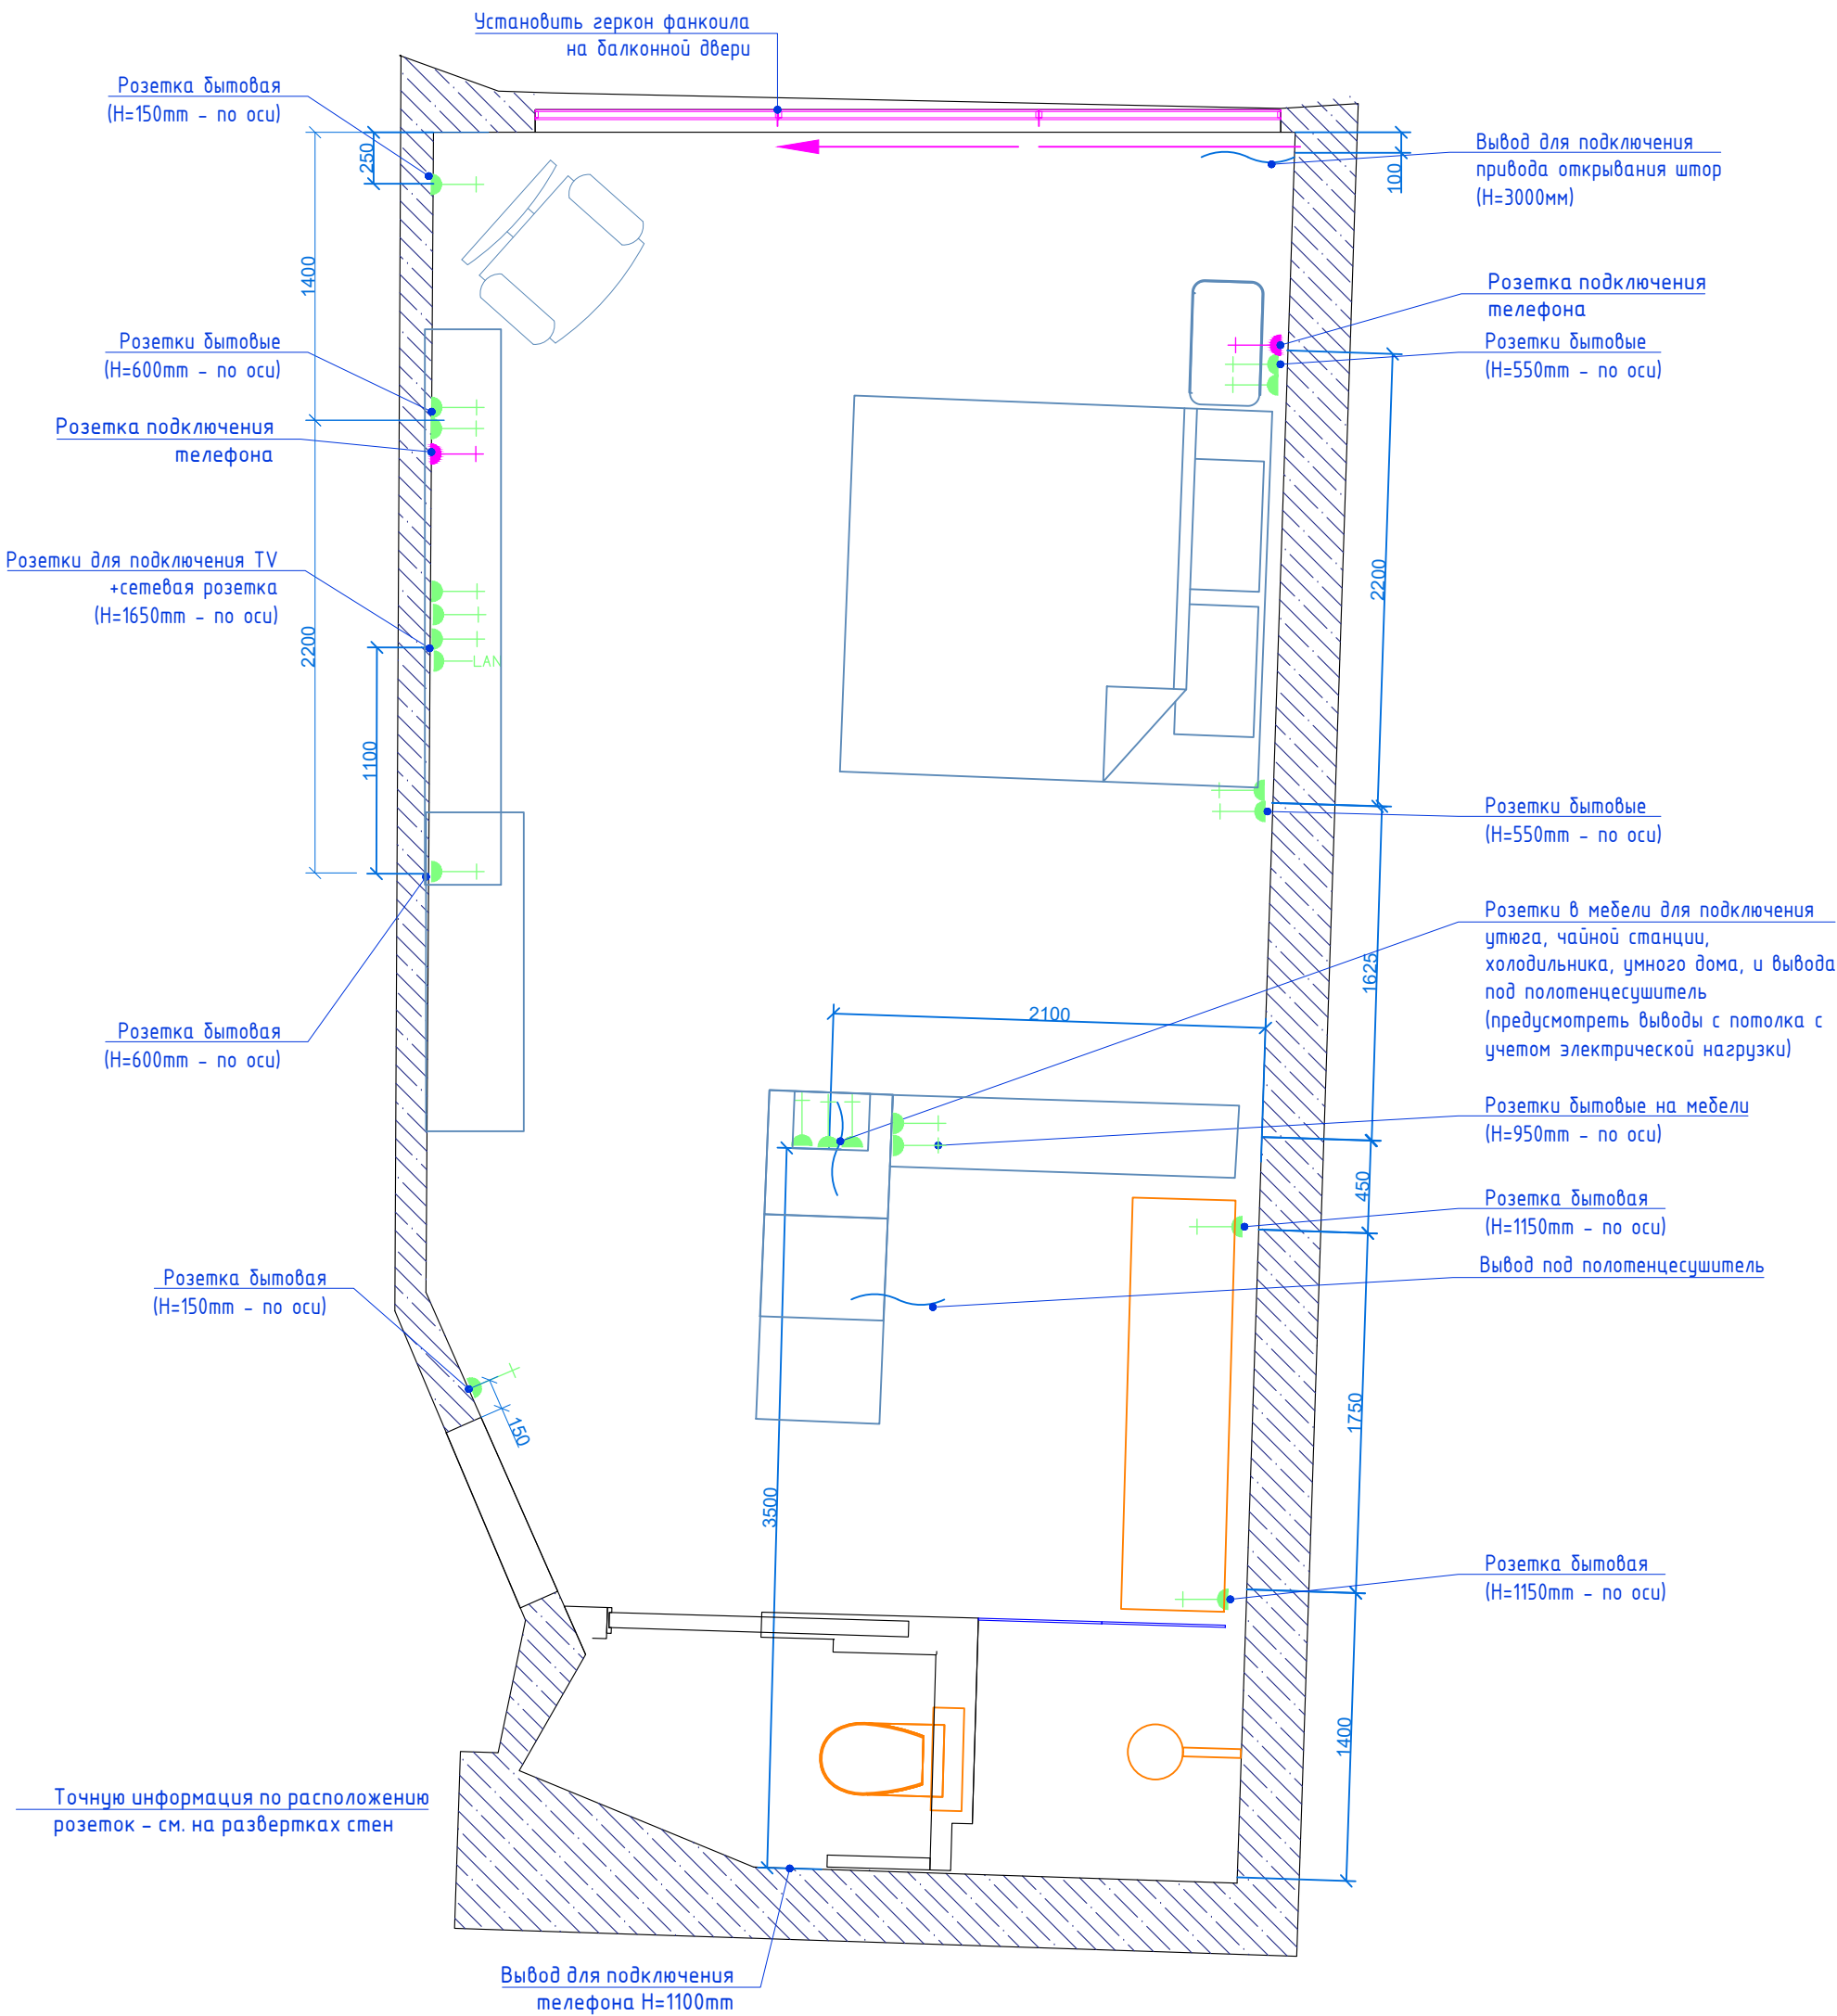 Установить геркон фанкоила
на балконной двери
Розетка бытовая
(H=150mm - по оси)
250
1400
Розетки бытовые
(H=600mm - по оси)
Розетка подключения
телефона
Розетки для подключения TV
+сетевая розетка
(H=1650mm - по оси)
LAN
2200
1100
Розетка бытовая
(H=600mm - по оси)
Розетка бытовая
(H=150mm - по оси)
150
Вывод для подключения
привода открывания штор
(H=3000мм)
100
Розетка подключения
телефона
Розетки бытовые
(H=550mm - по оси)
2200
Розетки бытовые
(H=550mm - по оси)
Розетки в мебели для подключения
утюга, чайной станции,
холодильника, умного дома, и вывода
под полотенцесушитель
(предусмотреть выводы с потолка с
учетом электрической нагрузки)
1625
2100
Розетки бытовые на мебели
(H=950mm - по оси)
450
Розетка бытовая
(H=1150mm - по оси)
Вывод под полотенцесушитель
1750
3500
Розетка бытовая
(H=1150mm - по оси)
1400
Точную информация по расположению
розеток - см. на развертках стен
Вывод для подключения
телефона H=1100mm